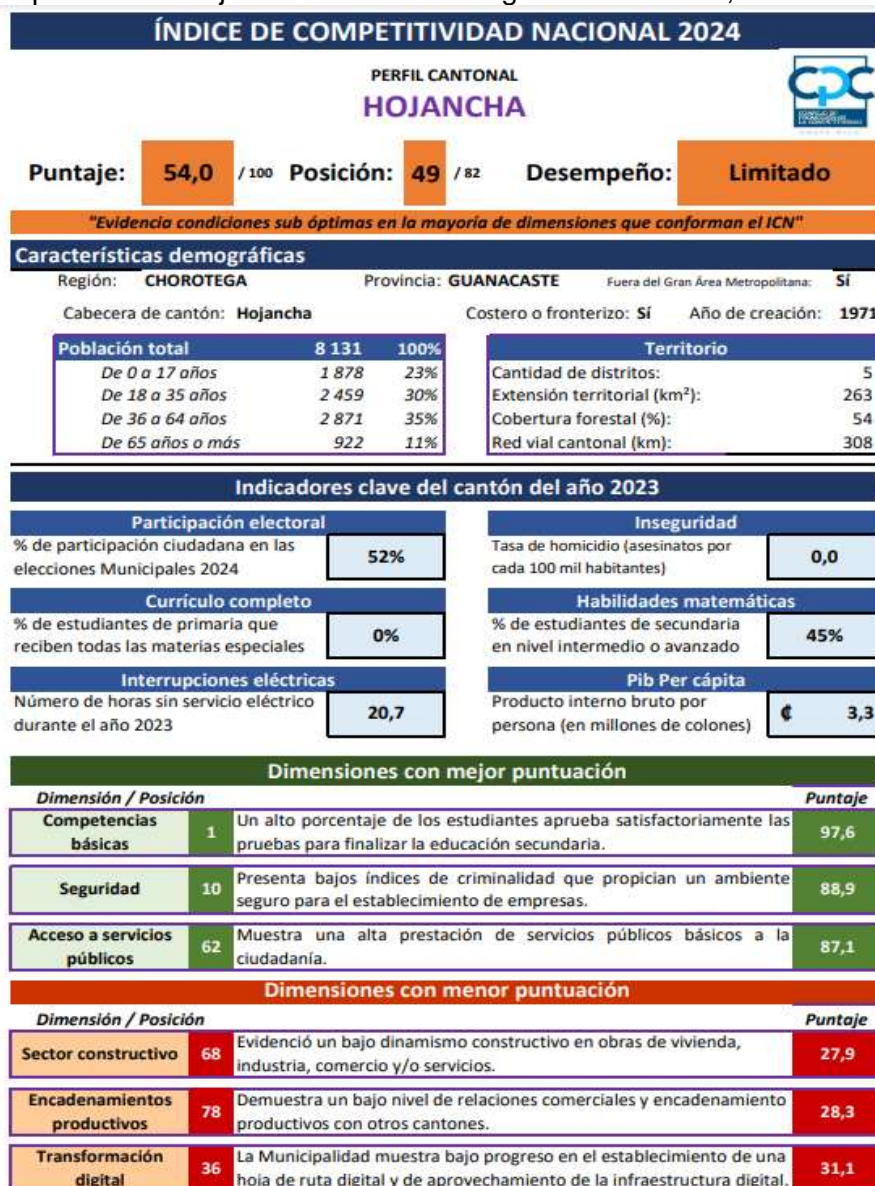 ÍNDICE DE COMPETITIVIDAD NACIONAL 2024
PERFIL CANTONAL
HOJANCHA
CPC
Puntaje: 54,0 / 100 Posición: 49 / 82 Desempeño: Limitado
"Evidencia condiciones sub óptimas en la mayoría de dimensiones que conforman el ICN"
Características demográficas
Región: CHOROTEGA Provincia: GUANACASTE Fuera del Gran Área Metropolitana: Sí
Cabecera de cantón: Hojancha Costero o fronterizo: Sí Año de creación: 1971
Población total 8 131 100%
De 0 a 17 años 1 878 23%
De 18 a 35 años 2 459 30%
De 36 a 64 años 2 871 35%
De 65 años o más 922 11%
Territorio
Cantidad de distritos: 5
Extensión territorial (km²): 263
Cobertura forestal (%): 54
Red vial cantonal (km): 308
Indicadores clave del cantón del año 2023
Participación electoral
% de participación ciudadana en las
elecciones Municipales 2024
52%
Inseguridad
Tasa de homicidio (asesinatos por
cada 100 mil habitantes)
0,0
Currículo completo
% de estudiantes de primaria que
reciben todas las materias especiales
0%
Habilidades matemáticas
% de estudiantes de secundaria
en nivel intermedio o avanzado
45%
Interrupciones eléctricas
Número de horas sin servicio eléctrico
durante el año 2023
20,7
Pib Per cápita
Producto interno bruto por
persona (en millones de colones)
₡ 3,3
Dimensiones con mejor puntuación
Dimensión / Posición Puntaje
Competencias
básicas
1
Un alto porcentaje de los estudiantes aprueba satisfactoriamente las
pruebas para finalizar la educación secundaria.
97,6
Seguridad
10
Presenta bajos índices de criminalidad que propician un ambiente
seguro para el establecimiento de empresas.
88,9
Acceso a servicios
públicos
62
Muestra una alta prestación de servicios públicos básicos a la
ciudadanía.
87,1
Dimensiones con menor puntuación
Dimensión / Posición Puntaje
Sector constructivo
68
Evidenció un bajo dinamismo constructivo en obras de vivienda,
industria, comercio y/o servicios.
27,9
Encadenamientos
productivos
78
Demuestra un bajo nivel de relaciones comerciales y encadenamiento
productivos con otros cantones.
28,3
Transformación
digital
36
La Municipalidad muestra bajo progreso en el establecimiento de una
hoja de ruta digital y de aprovechamiento de la infraestructura digital.
31,1